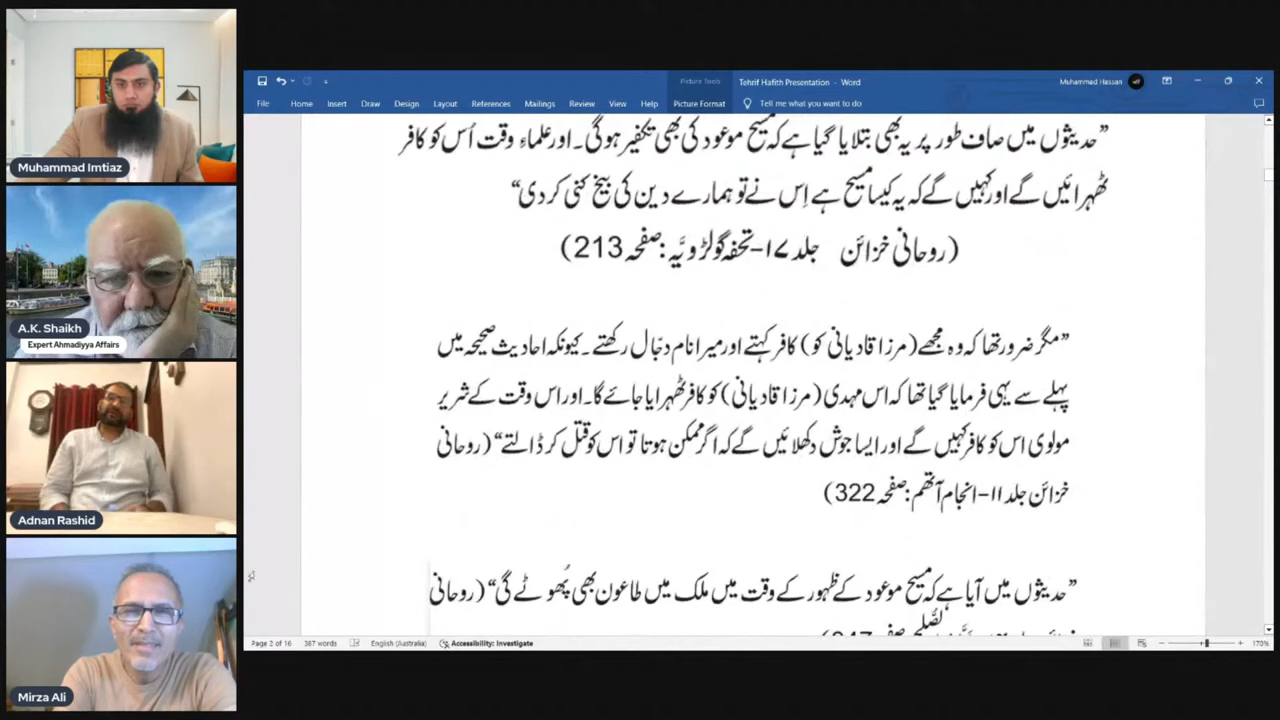 Muhammad Imtiaz
A.K. Shaikh
Expert Ahmadiyya Affairs
Adnan Rashid
Mirza Ali
Picture Tools
Tehrif Hafith Presentation - Word
Muhammed Hassan
File Home Insert Draw Design Layout References Mailings Review View Help Picture Format Tell me what you want to do
”حدیثوں میں صاف طور پر یہ بھی بتلایا گیا ہے کہ مسیح موعود کی بھی تکفیر ہوگی۔ اور علماء وقت اُس کو کافر
ٹھہرائیں گے اور کہیں گے کہ یہ کیسا مسیح ہے اِس نے تو ہمارے دین کی بیخ کنی کر دی“
(روحانی خزائن جلد ۱۷-تحفہ گولڑویَّہ: صفحہ 213)
”مگر ضرور تھا کہ وہ مجھے (مرزا قادیانی کو) کافر کہتے اور میرا نام دجّال رکھتے۔ کیونکہ احادیث صحیحہ میں
پہلے سے یہی فرمایا گیا تھا کہ اس مہدی (مرزا قادیانی) کو کافر ٹھہرایا جائے گا۔ اور اس وقت کے شریر
مولوی اس کو کافر کہیں گے اور ایسا جوش دکھلائیں گے کہ اگر ممکن ہوتا تو اس کو قتل کر ڈالتے“ (روحانی
خزائن جلد ۱۱-انجام آتھم: صفحہ 322)
”حدیثوں میں آیا ہے کہ مسیح موعود کے ظہور کے وقت میں ملک میں طاعون بھی پُھوٹے گی“ (روحانی
Page 2 of 16 387 words English (Australia) Accessibility: Investigate 170%